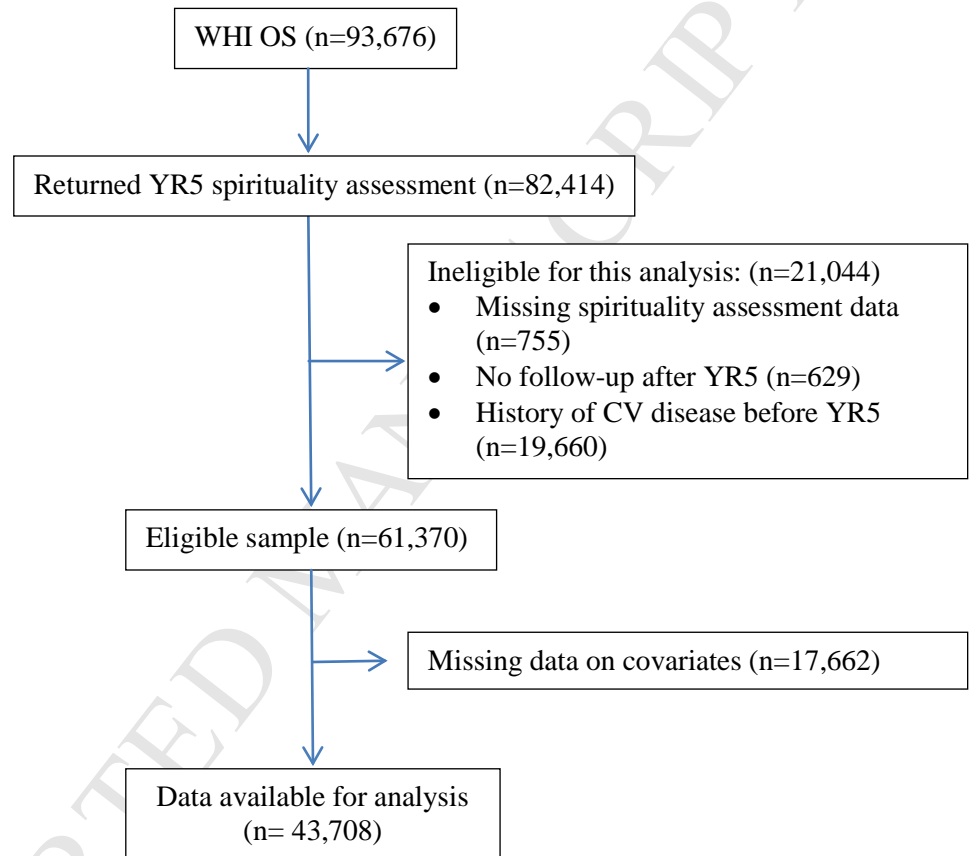 WHI OS (n=93,676)
Returned YR5 spirituality assessment (n=82,414)
Ineligible for this analysis: (n=21,044)
• Missing spirituality assessment data
(n=755)
• No follow-up after YR5 (n=629)
• History of CV disease before YR5
(n=19,660)
Eligible sample (n=61,370)
Missing data on covariates (n=17,662)
Data available for analysis
(n= 43,708)